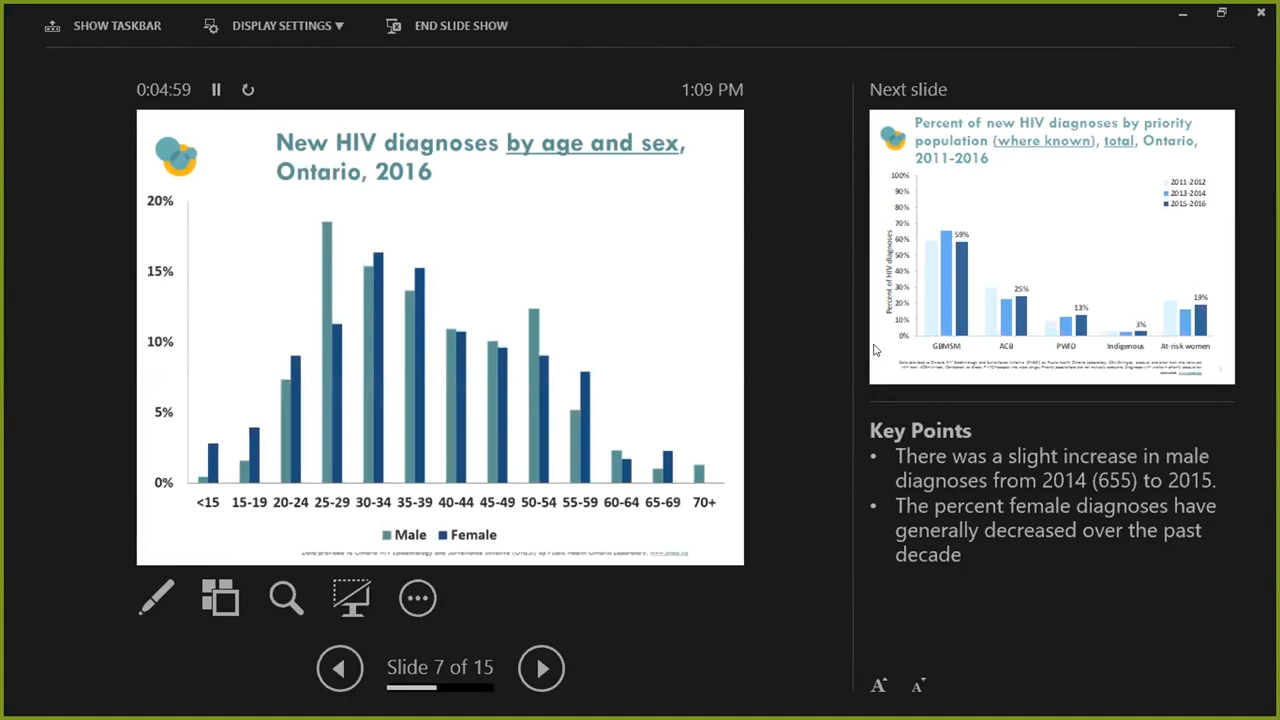 SHOW TASKBAR
DISPLAY SETTINGS ▼
END SLIDE SHOW
0:04:59
1:09 PM
New HIV diagnoses by age and sex,
Ontario, 2016
20%
15%
10%
5%
0%
<15 15-19 20-24 25-29 30-34 35-39 40-44 45-49 50-54 55-59 60-64 65-69 70+
Male Female
Slide 7 of 15
Next slide
Percent of new HIV diagnoses by priority
population (where known), total, Ontario,
2011-2016
100%
90%
80%
70%
60%
50%
40%
30%
20%
10%
0%
Percent of HIV diagnoses
2011-2012
2013-2014
2015-2016
59%
25%
13%
3%
19%
GBMSM ACB PWID Indigenous At-risk women
Key Points
• There was a slight increase in male
diagnoses from 2014 (655) to 2015.
• The percent female diagnoses have
generally decreased over the past
decade
A A